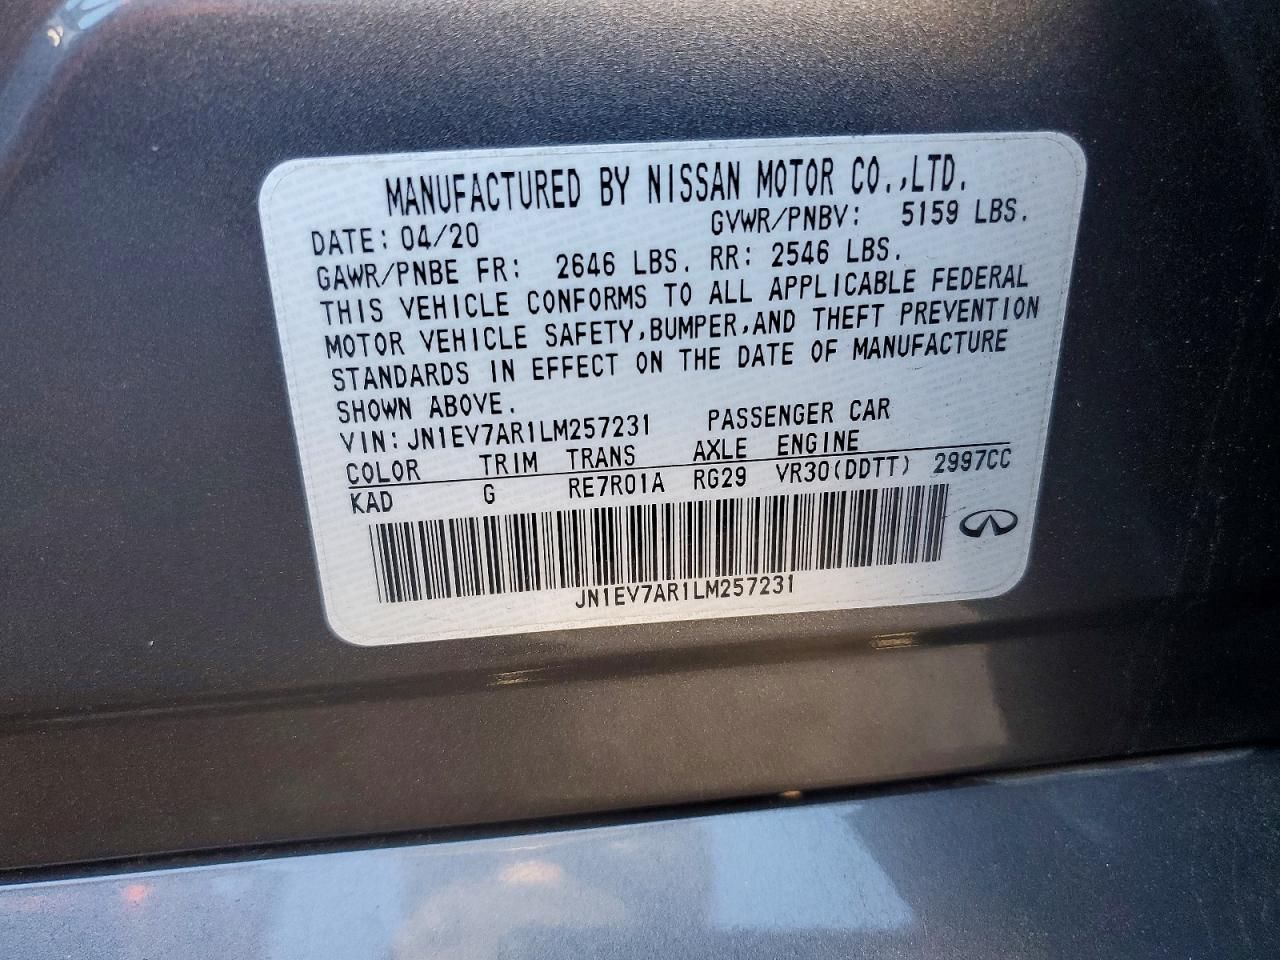 MANUFACTURED BY NISSAN MOTOR CO.,LTD.
DATE: 04/20 GVWR/PNBV: 5159 LBS.
GAWR/PNBE FR: 2646 LBS. RR: 2546 LBS.
THIS VEHICLE CONFORMS TO ALL APPLICABLE FEDERAL
MOTOR VEHICLE SAFETY,BUMPER,AND THEFT PREVENTION
STANDARDS IN EFFECT ON THE DATE OF MANUFACTURE
SHOWN ABOVE.
VIN: JN1EV7AR1LM257231 PASSENGER CAR
COLOR TRIM TRANS AXLE ENGINE
KAD G RE7R01A RG29 VR30(DDTT) 2997CC
JN1EV7AR1LM257231